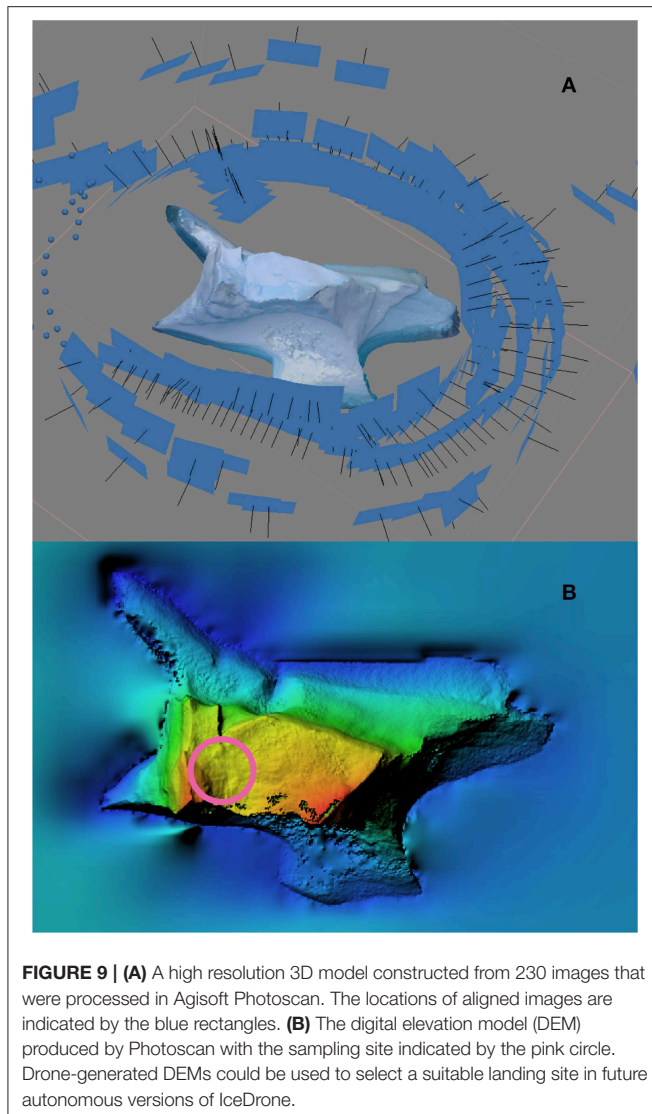 A
B
FIGURE 9 | (A) A high resolution 3D model constructed from 230 images that
were processed in Agisoft Photoscan. The locations of aligned images are
indicated by the blue rectangles. (B) The digital elevation model (DEM)
produced by Photoscan with the sampling site indicated by the pink circle.
Drone-generated DEMs could be used to select a suitable landing site in future
autonomous versions of IceDrone.